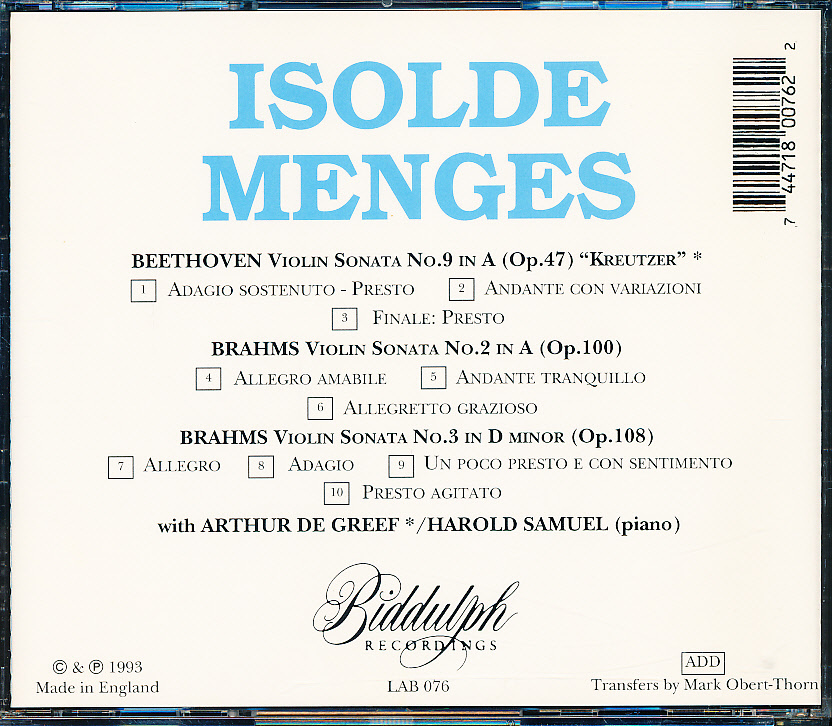 ISOLDE
MENGES
7 44718 00762 2
BEETHOVEN VIOLIN SONATA NO.9 IN A (OP.47) “KREUTZER” *
1 ADAGIO SOSTENUTO - PRESTO 2 ANDANTE CON VARIAZIONI
3 FINALE: PRESTO
BRAHMS VIOLIN SONATA NO.2 IN A (OP.100)
4 ALLEGRO AMABILE 5 ANDANTE TRANQUILLO
6 ALLEGRETTO GRAZIOSO
BRAHMS VIOLIN SONATA NO.3 IN D MINOR (OP.108)
7 ALLEGRO 8 ADAGIO 9 UN POCO PRESTO E CON SENTIMENTO
10 PRESTO AGITATO
with ARTHUR DE GREEF */HAROLD SAMUEL (piano)
Biddulph
RECORDINGS
© & ℗ 1993 ADD
Made in England LAB 076 Transfers by Mark Obert-Thorn